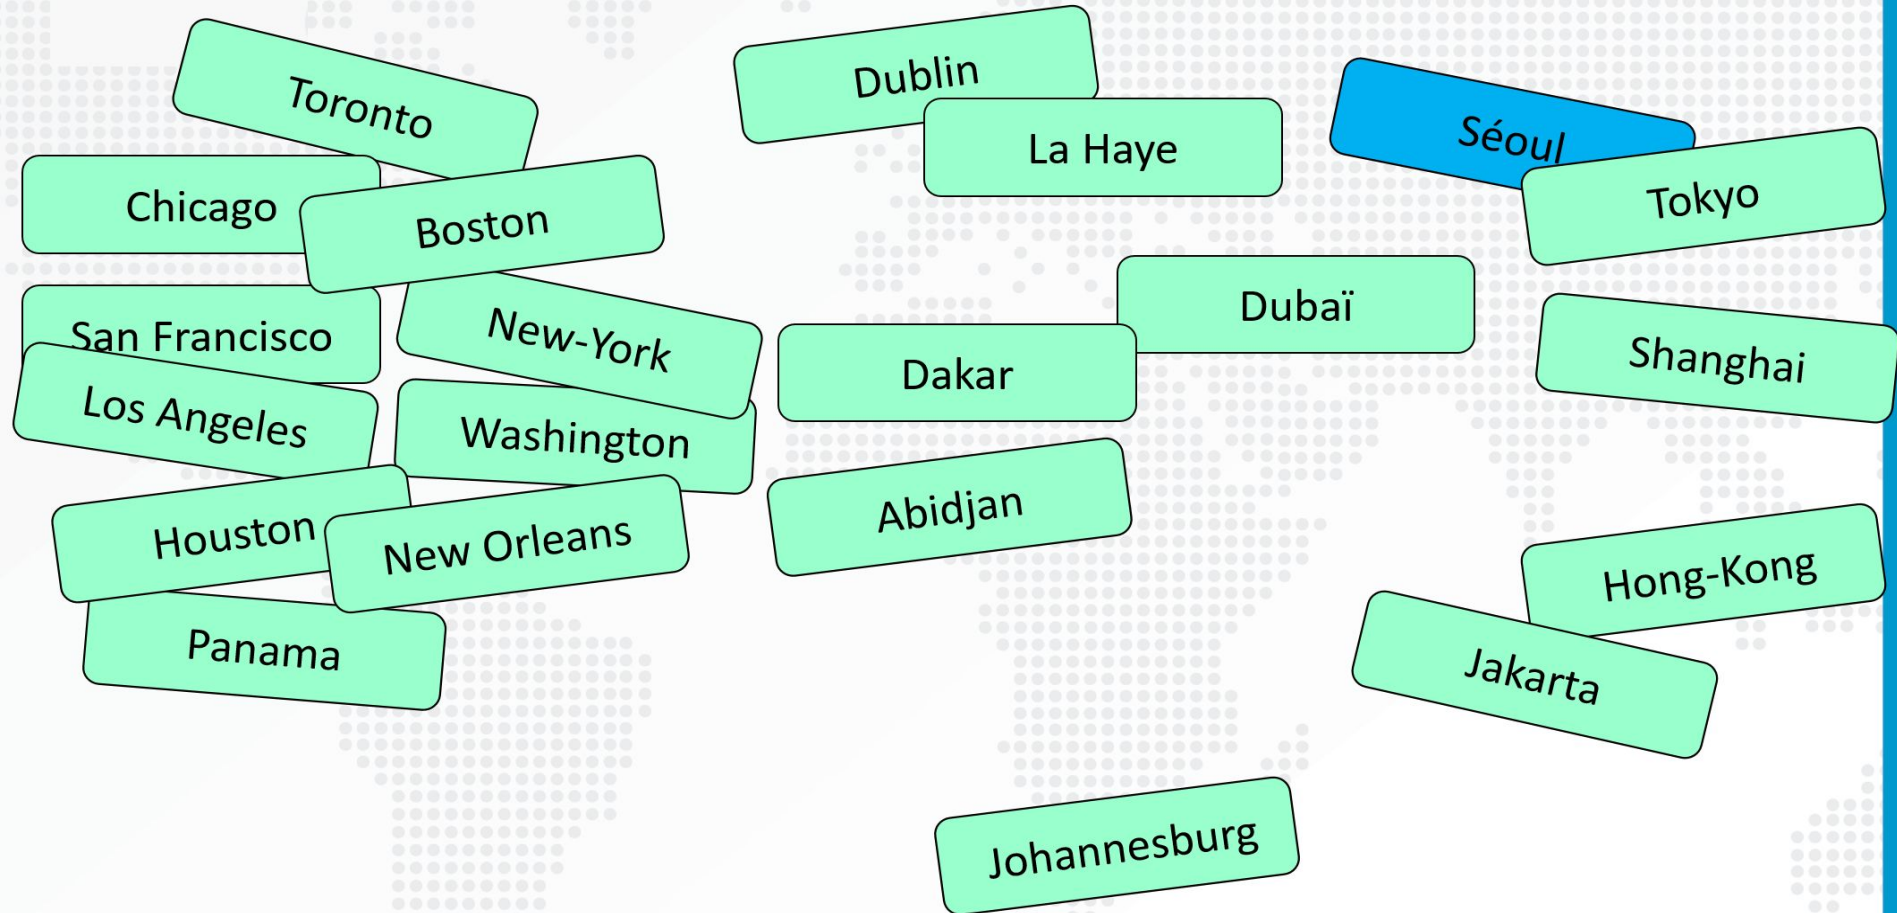 Toronto
Dublin
La Haye
Séoul
Tokyo
Chicago
Boston
San Francisco
New-York
Dubaï
Shanghai
Los Angeles
Washington
Dakar
Houston
New Orleans
Abidjan
Hong-Kong
Panama
Jakarta
Johannesburg